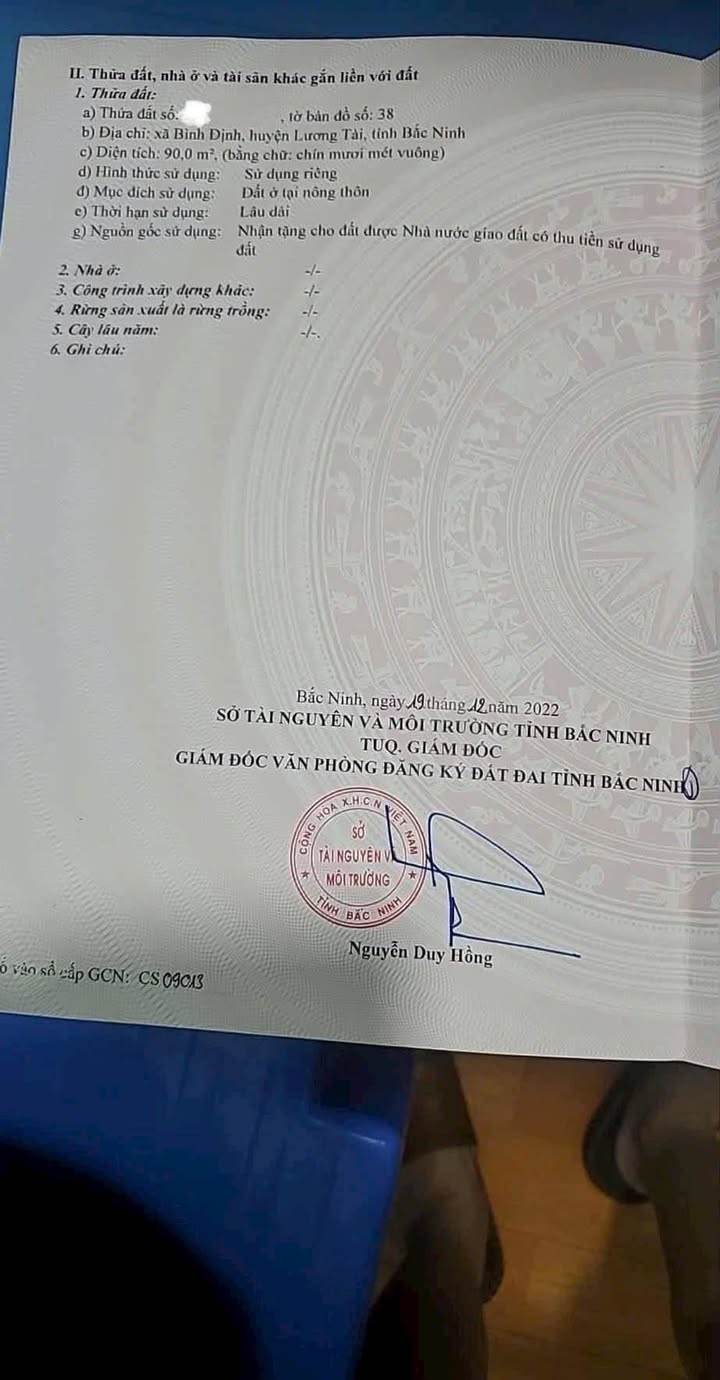 II. Thửa đất, nhà ở và tài sản khác gắn liền với đất
1. Thửa đất:
a) Thửa đất số: , tờ bản đồ số: 38
b) Địa chỉ: xã Bình Định, huyện Lương Tài, tỉnh Bắc Ninh
c) Diện tích: 90,0 m², (bằng chữ: chín mươi mét vuông)
d) Hình thức sử dụng: Sử dụng riêng
đ) Mục đích sử dụng: Đất ở tại nông thôn
e) Thời hạn sử dụng: Lâu dài
g) Nguồn gốc sử dụng: Nhận tặng cho đất được Nhà nước giao đất có thu tiền sử dụng
đất
2. Nhà ở: -/-
3. Công trình xây dựng khác: -/-
4. Rừng sản xuất là rừng trồng: -/-
5. Cây lâu năm: -/-.
6. Ghi chú:
Bắc Ninh, ngày 19 tháng 12 năm 2022
SỞ TÀI NGUYÊN VÀ MÔI TRƯỜNG TỈNH BẮC NINH
TUQ. GIÁM ĐỐC
GIÁM ĐỐC VĂN PHÒNG ĐĂNG KÝ ĐẤT ĐAI TỈNH BẮC NINH
CỘNG HÒA X.H.C.N VIỆT NAM
SỞ
TÀI NGUYÊN V
MÔI TRƯỜNG
TỈNH BẮC NINH
Nguyễn Duy Hồng
ố vào sổ cấp GCN: CS 09013